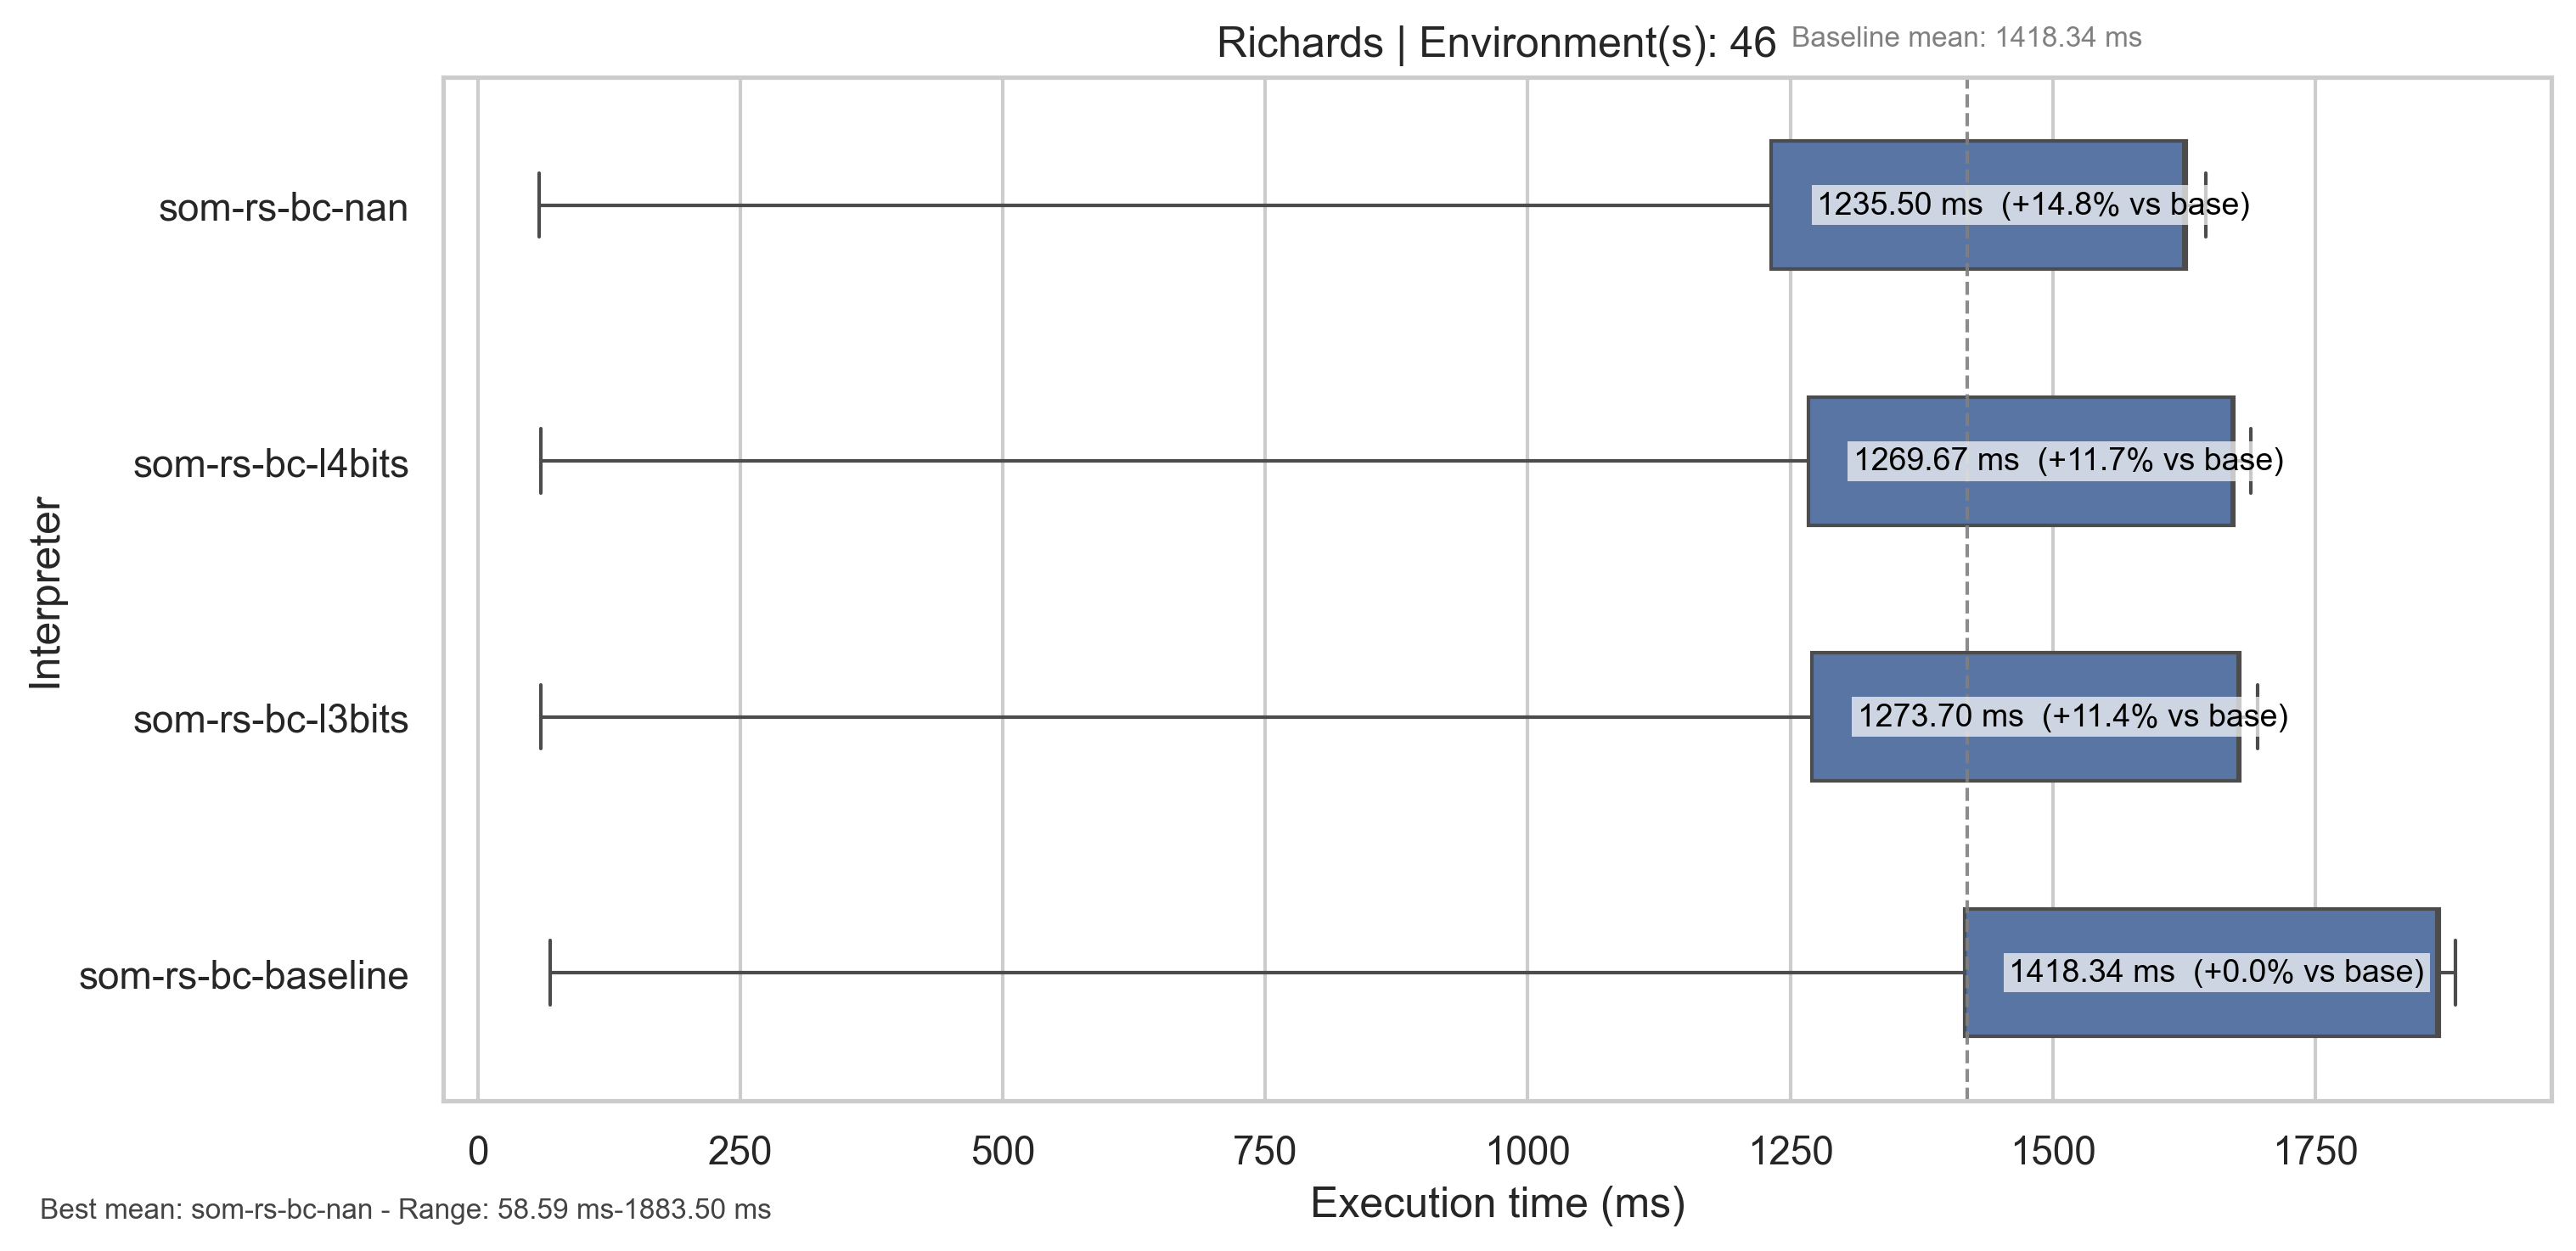 Richards | Environment(s): 46
Baseline mean: 1418.34 ms
Interpreter
som-rs-bc-nan
1235.50 ms (+14.8% vs base)
som-rs-bc-l4bits
1269.67 ms (+11.7% vs base)
som-rs-bc-l3bits
1273.70 ms (+11.4% vs base)
som-rs-bc-baseline
1418.34 ms (+0.0% vs base)
0 250 500 750 1000 1250 1500 1750
Execution time (ms)
Best mean: som-rs-bc-nan - Range: 58.59 ms-1883.50 ms